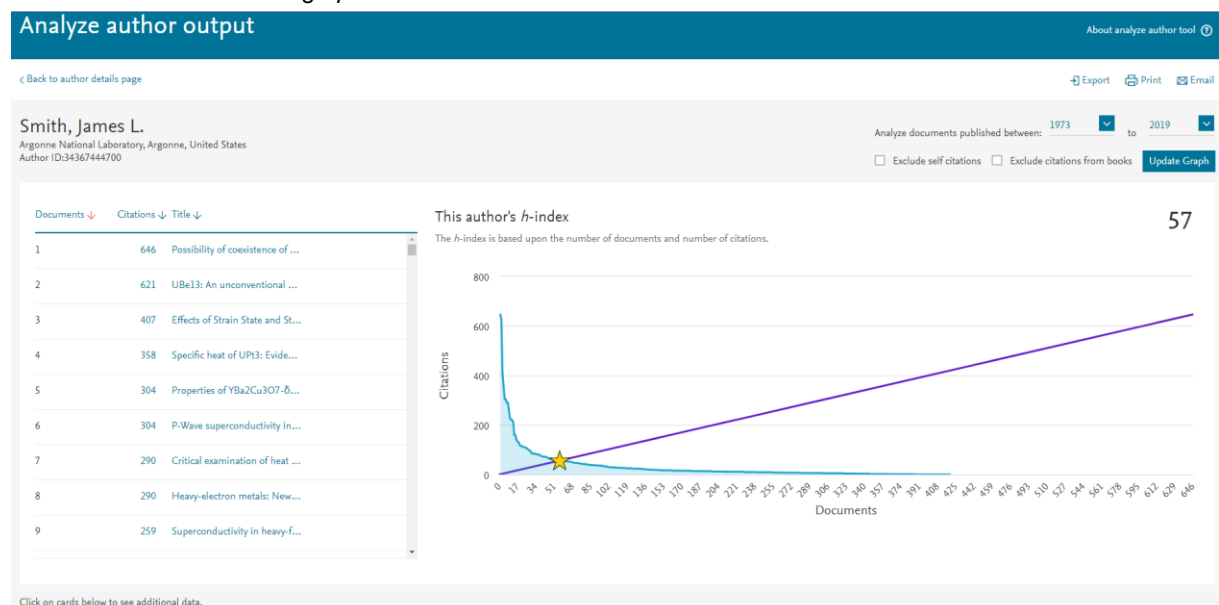 Analyze author output
About analyze author tool
Back to author details page
Export Print Email
Smith, James L.
Argonne National Laboratory, Argonne, United States
Author ID:34367444700
Analyze documents published between: 1973 to 2019
Exclude self citations Exclude citations from books Update Graph
Documents Citations Title
1 646 Possibility of coexistence of ...
2 621 UBe13: An unconventional ...
3 407 Effects of Strain State and St...
4 358 Specific heat of UPt3: Evide...
5 304 Properties of YBa2Cu3O7-δ...
6 304 P-Wave superconductivity in...
7 290 Critical examination of heat ...
8 290 Heavy-electron metals: New...
9 259 Superconductivity in heavy-f...
This author's h-index
57
The h-index is based upon the number of documents and number of citations.
800
600
400
200
0
Citations
0 17 34 51 68 85 102 119 136 153 170 187 204 221 238 255 272 289 306 323 340 357 374 391 408 425 442 459 476 493 510 527 544 561 578 595 612 629 646
Documents
Click on cards below to see additional data.